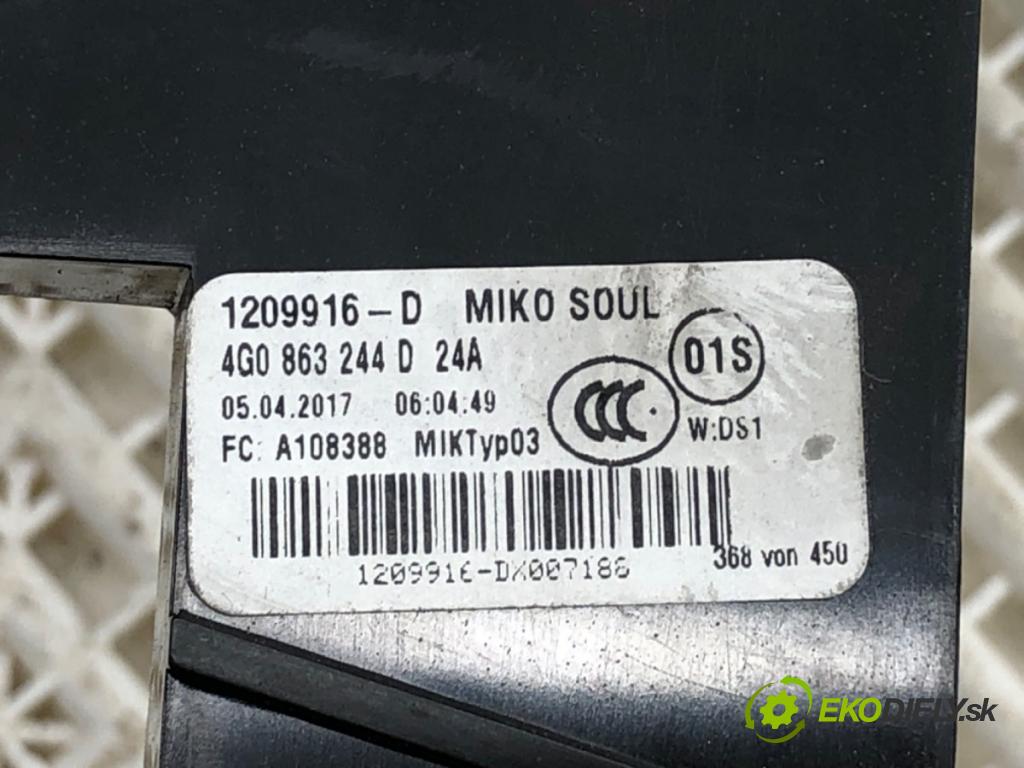 1209916-D MIKO SOUL
4G0 863 244 D 24A
01S
05.04.2017 06:04:49
CCC
W:DS1
FC: A108388 MIKTyp03
368 von 450
1209916-DX007186
EKODIELY.sk